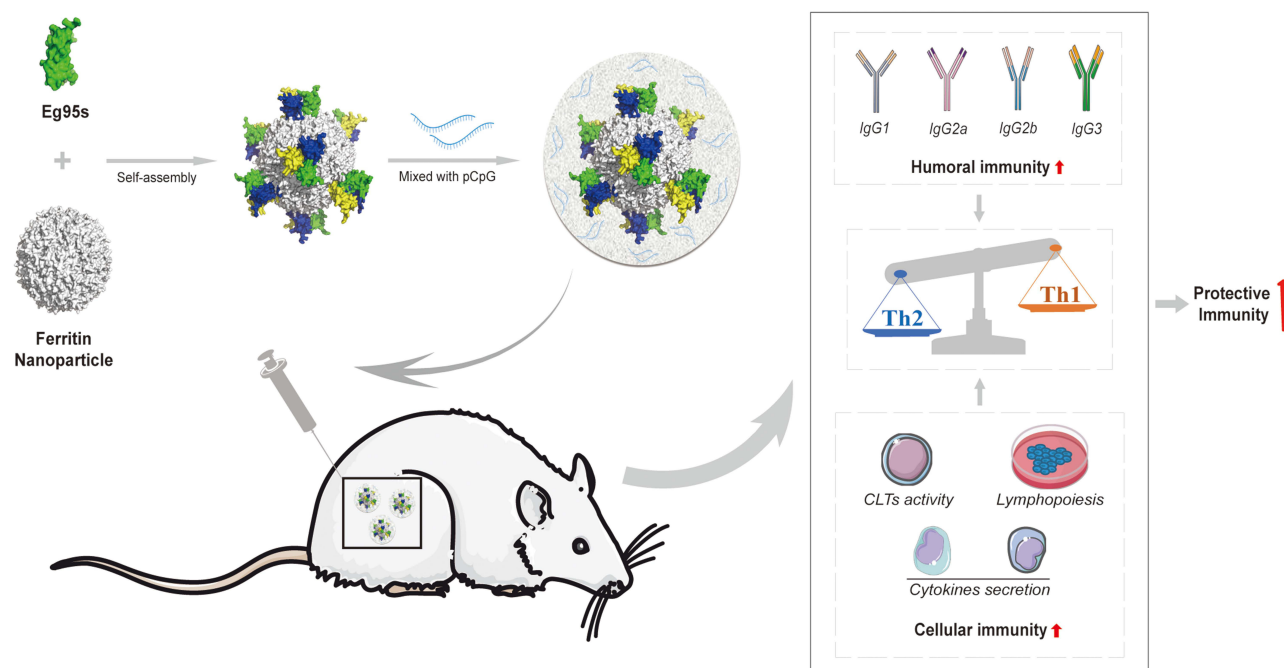 Eg95s
+
Ferritin
Nanoparticle
Self-assembly
Mixed with pCpG
IgG1
IgG2a
IgG2b
IgG3
Humoral immunity
Th2
Th1
Protective
Immunity
CLTs activity
Lymphopoiesis
Cytokines secretion
Cellular immunity